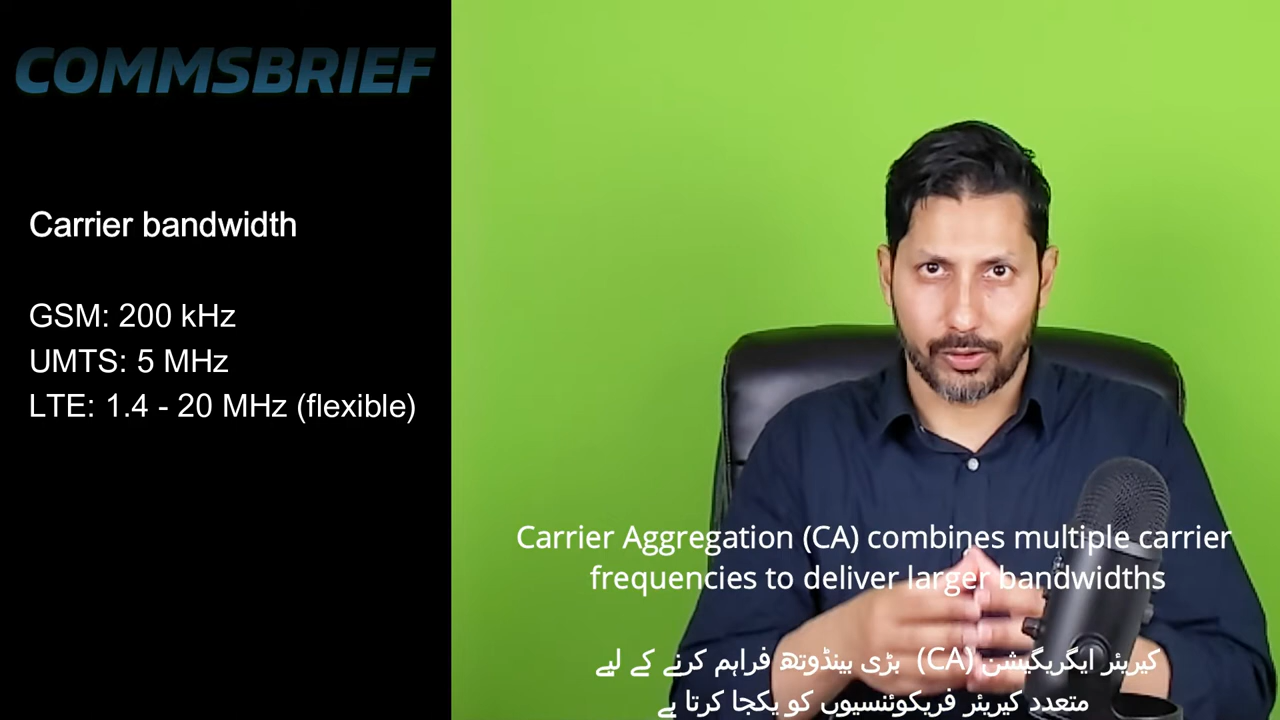 COMMSBRIEF
Carrier bandwidth
GSM: 200 kHz
UMTS: 5 MHz
LTE: 1.4 - 20 MHz (flexible)
Carrier Aggregation (CA) combines multiple carrier
frequencies to deliver larger bandwidths
کیریئر ایگریگیشن (CA) بڑی بینڈوتھ فراہم کرنے کے لیے
متعدد کیریئر فریکوئنسیوں کو یکجا کرتا ہے